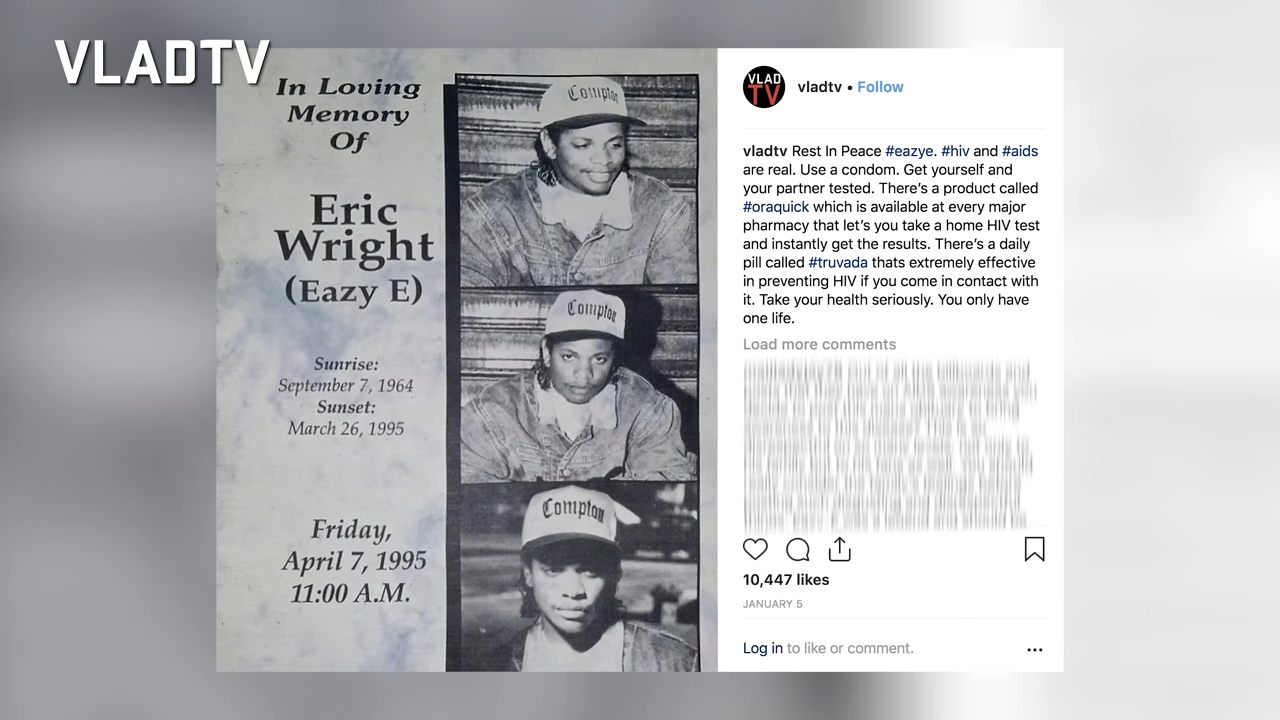 VLADTV
In Loving
Memory
Of
Eric
Wright
(Eazy E)
Sunrise:
September 7, 1964
Sunset:
March 26, 1995
Friday,
April 7, 1995
11:00 A.M.
Compton
Compton
Compton
VLAD
TV
vladtv • Follow
vladtv Rest In Peace #eazye. #hiv and #aids
are real. Use a condom. Get yourself and
your partner tested. There's a product called
#oraquick which is available at every major
pharmacy that let's you take a home HIV test
and instantly get the results. There's a daily
pill called #truvada thats extremely effective
in preventing HIV if you come in contact with
it. Take your health seriously. You only have
one life.
Load more comments
10,447 likes
JANUARY 5
Log in to like or comment.